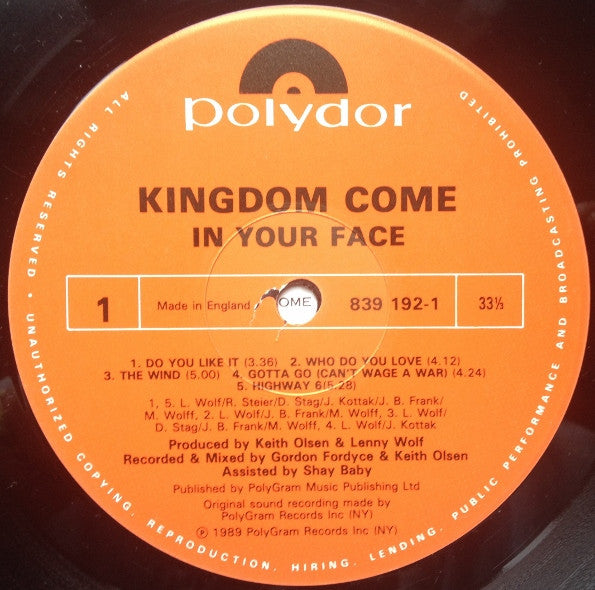 polydor
KINGDOM COME
IN YOUR FACE
1 Made in England OME 839 192-1 33⅓
1. DO YOU LIKE IT (3.36) 2. WHO DO YOU LOVE (4.12)
3. THE WIND (5.00) 4. GOTTA GO (CAN'T WAGE A WAR) (4.24)
5. HIGHWAY 6(5.28)
1, 5. L. Wolf/R. Steier/D. Stag/J. Kottak/J. B. Frank/
M. Wolff, 2. L. Wolf/J. B. Frank/M. Wolff, 3. L. Wolf/
D. Stag/J. B. Frank/M. Wolff, 4. L. Wolf/J. Kottak
Produced by Keith Olsen & Lenny Wolf
Recorded & Mixed by Gordon Fordyce & Keith Olsen
Assisted by Shay Baby
Published by PolyGram Music Publishing Ltd
Original sound recording made by
PolyGram Records Inc (NY)
℗ 1989 PolyGram Records Inc (NY)
ALL RIGHTS RESERVED • UNAUTHORIZED COPYING, REPRODUCTION, HIRING, LENDING, PUBLIC PERFORMANCE AND BROADCASTING PROHIBITED